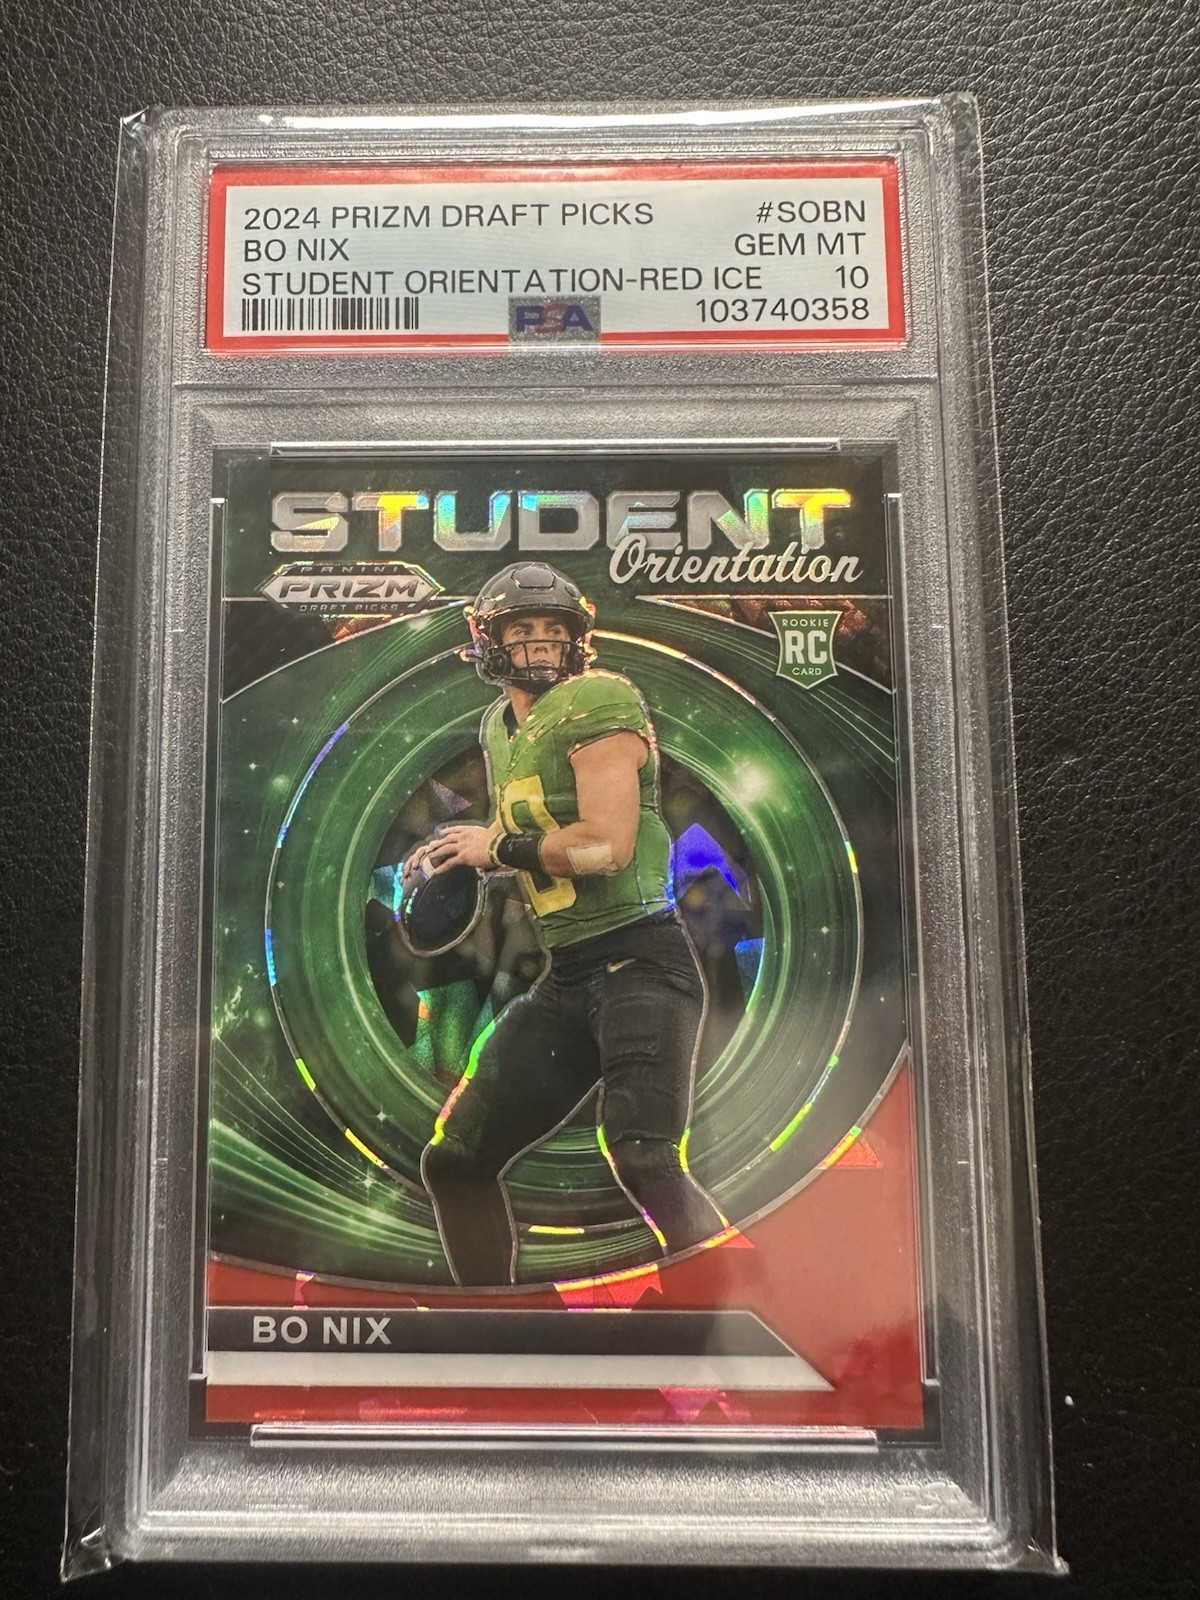 2024 PRIZM DRAFT PICKS #SOBN
BO NIX GEM MT
STUDENT ORIENTATION-RED ICE 10
PSA 103740358
STUDENT
Orientation
PANINI
PRIZM
DRAFT PICKS
ROOKIE
RC
CARD
BO NIX